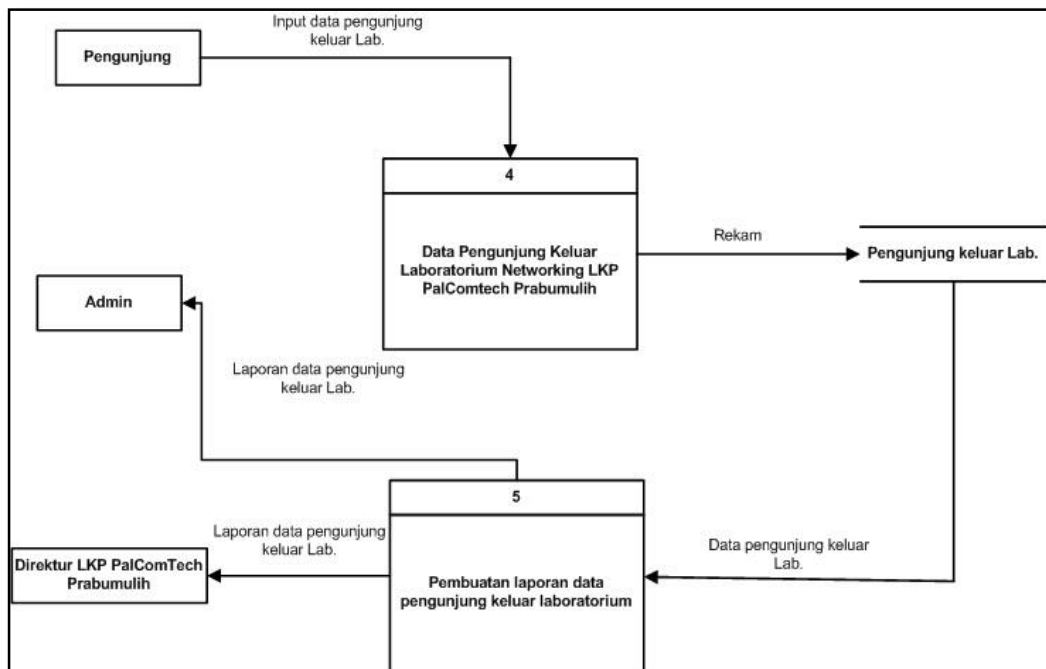 Input data pengunjung
keluar Lab.
Pengunjung
4
Data Pengunjung Keluar
Laboratorium Networking LKP
PalComtech Prabumulih
Rekam
Pengunjung keluar Lab.
Admin
Laporan data pengunjung
keluar Lab.
5
Pembuatan laporan data
pengunjung keluar laboratorium
Data pengunjung keluar
Lab.
Laporan data pengunjung
keluar Lab.
Direktur LKP PalComTech
Prabumulih